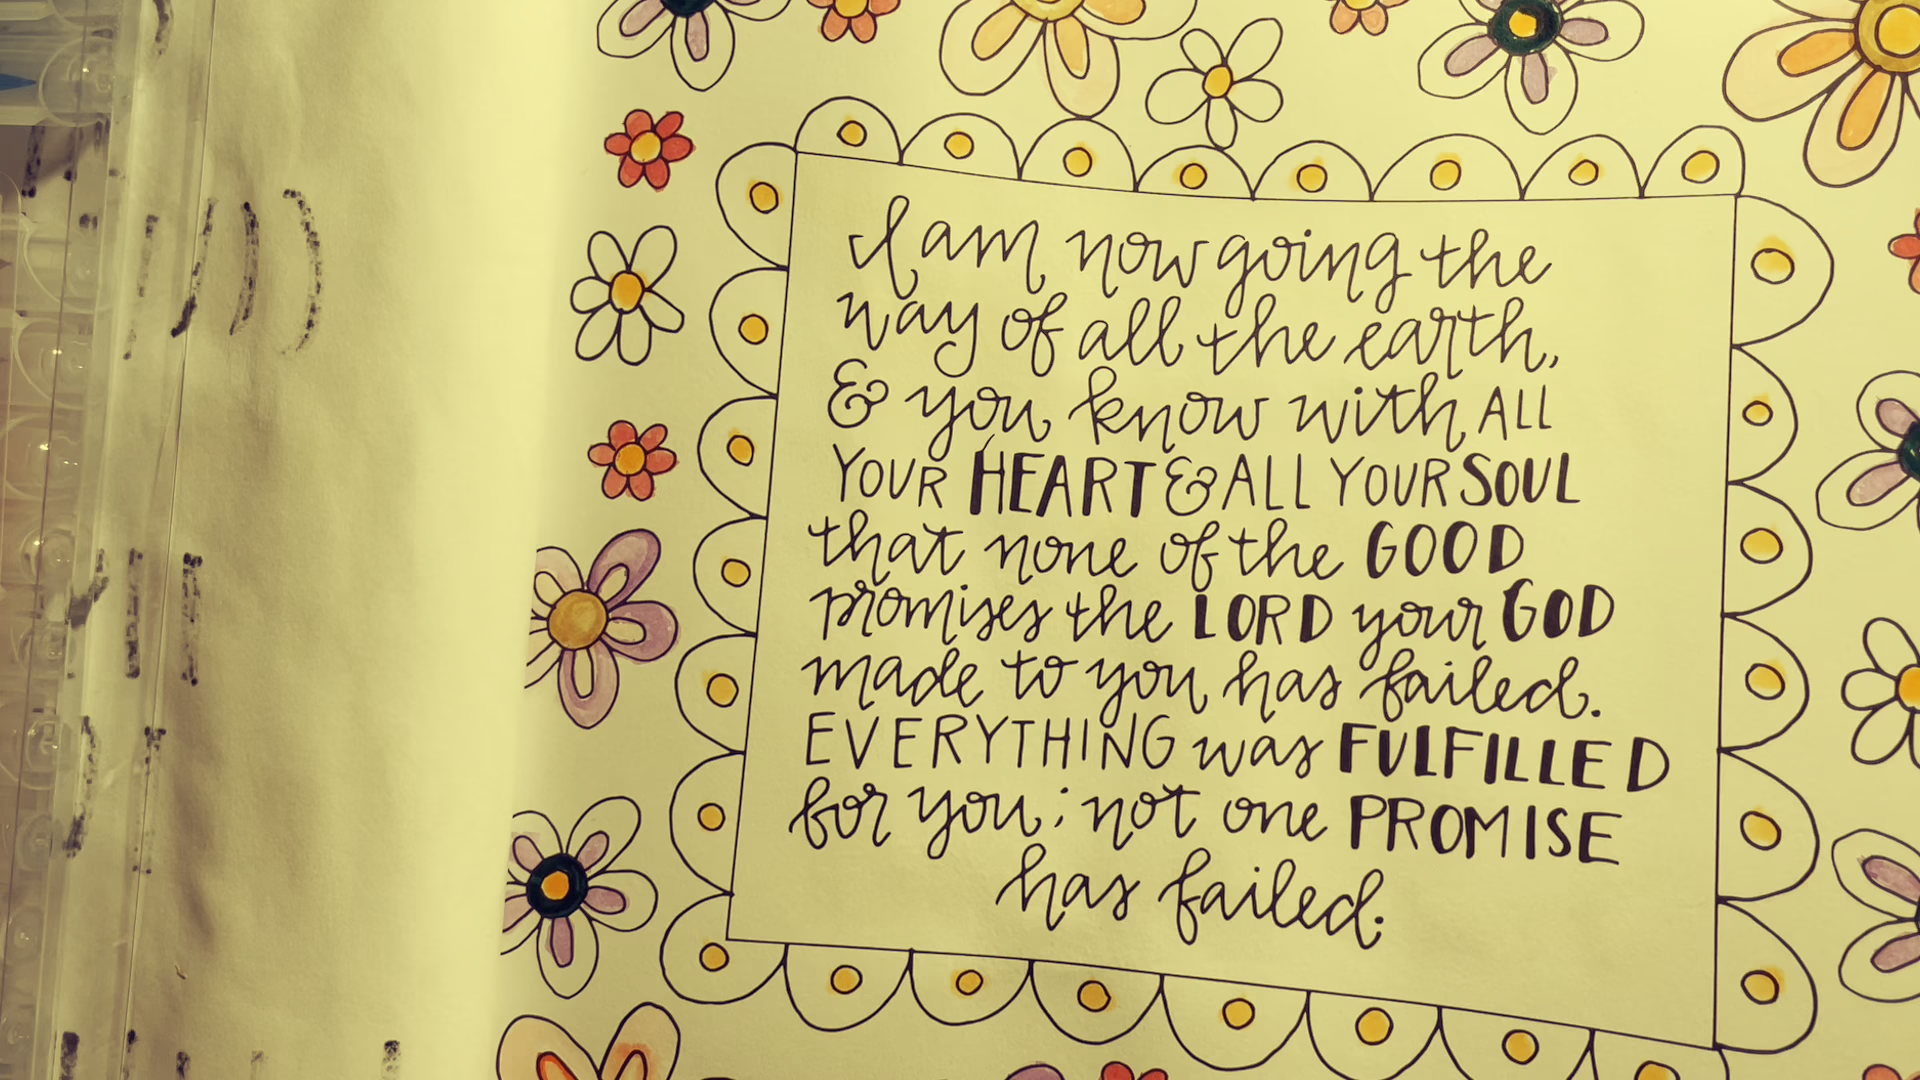 I am now going the
way of all the earth,
& you know with ALL
YOUR HEART & ALL YOUR SOUL
that none of the GOOD
promises the LORD your GOD
made to you has failed.
EVERYTHING was FULFILLED
for you; not one PROMISE
has failed.